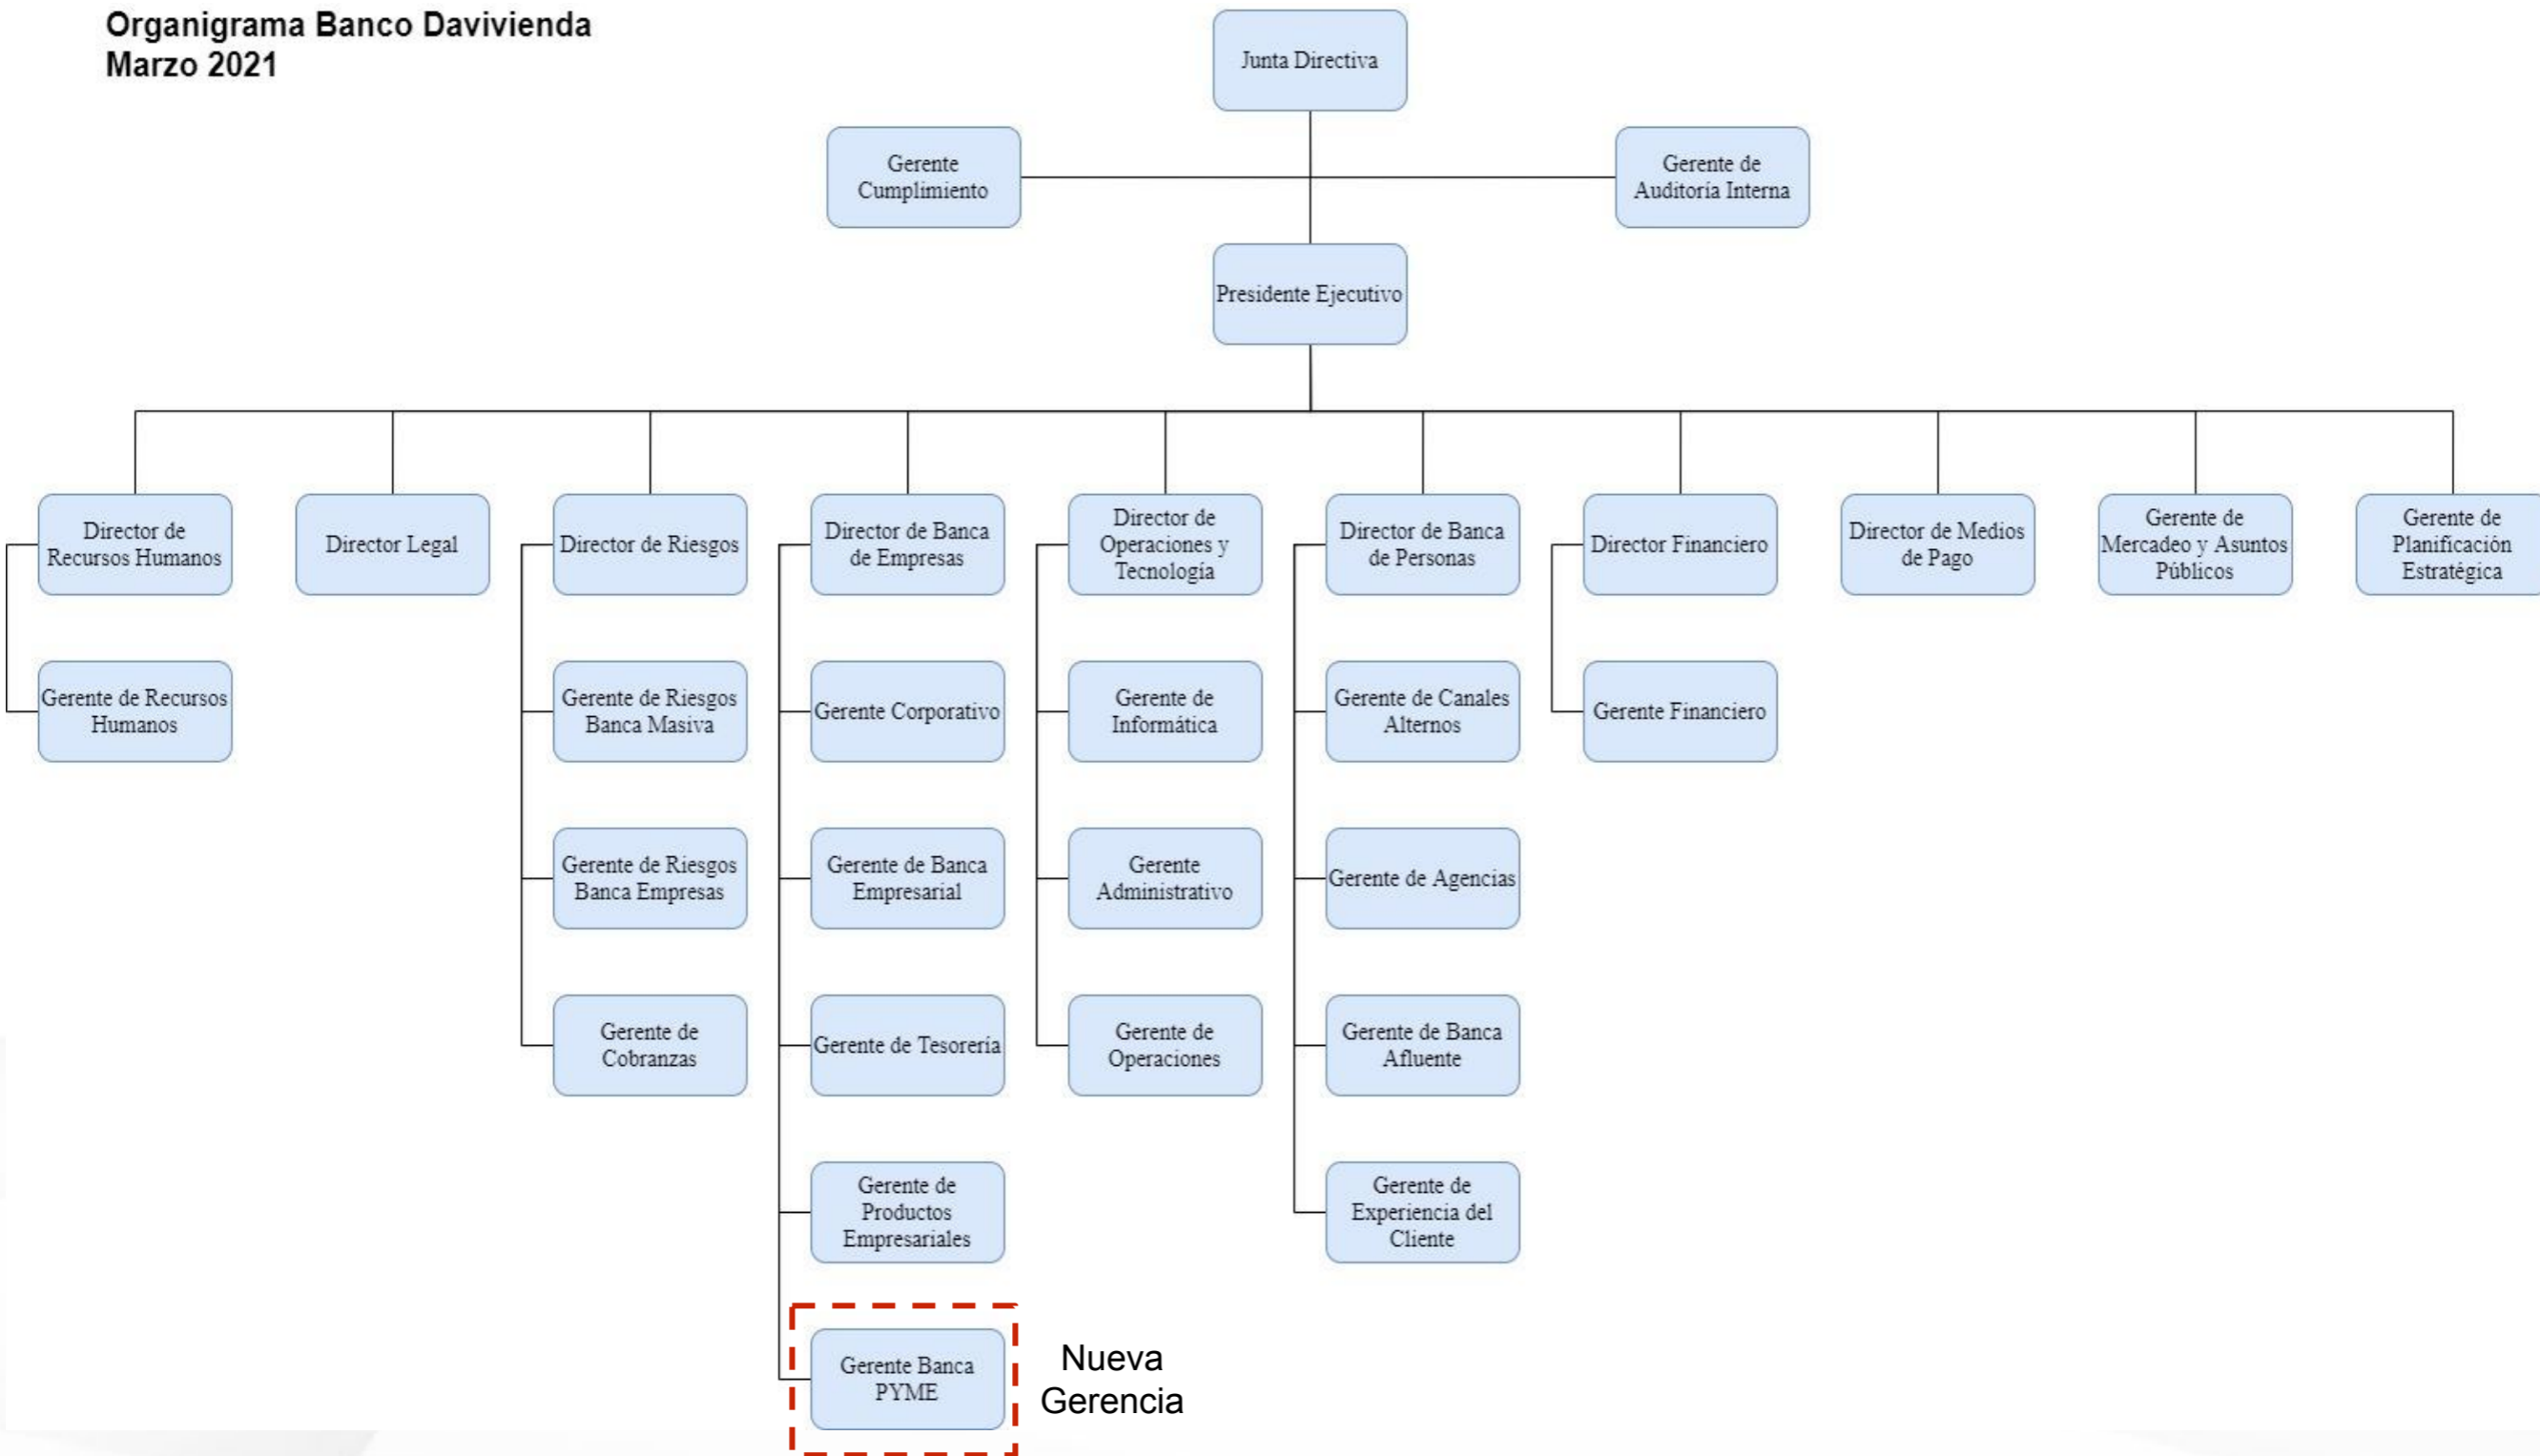 Organigrama Banco Davivienda
Marzo 2021
Junta Directiva
Gerente
Cumplimiento
Gerente de
Auditoría Interna
Presidente Ejecutivo
Director de
Recursos Humanos
Director Legal
Director de Riesgos
Director de Banca
de Empresas
Director de
Operaciones y
Tecnología
Director de Banca
de Personas
Director Financiero
Director de Medios
de Pago
Gerente de
Mercadeo y Asuntos
Públicos
Gerente de
Planificación
Estratégica
Gerente de Recursos
Humanos
Gerente de Riesgos
Banca Masiva
Gerente Corporativo
Gerente de
Informática
Gerente de Canales
Alternos
Gerente Financiero
Gerente de Riesgos
Banca Empresas
Gerente de Banca
Empresarial
Gerente
Administrativo
Gerente de Agencias
Gerente de
Cobranzas
Gerente de Tesorería
Gerente de
Operaciones
Gerente de Banca
Afluente
Gerente de
Productos
Empresariales
Gerente de
Experiencia del
Cliente
Gerente Banca
PYME
Nueva
Gerencia